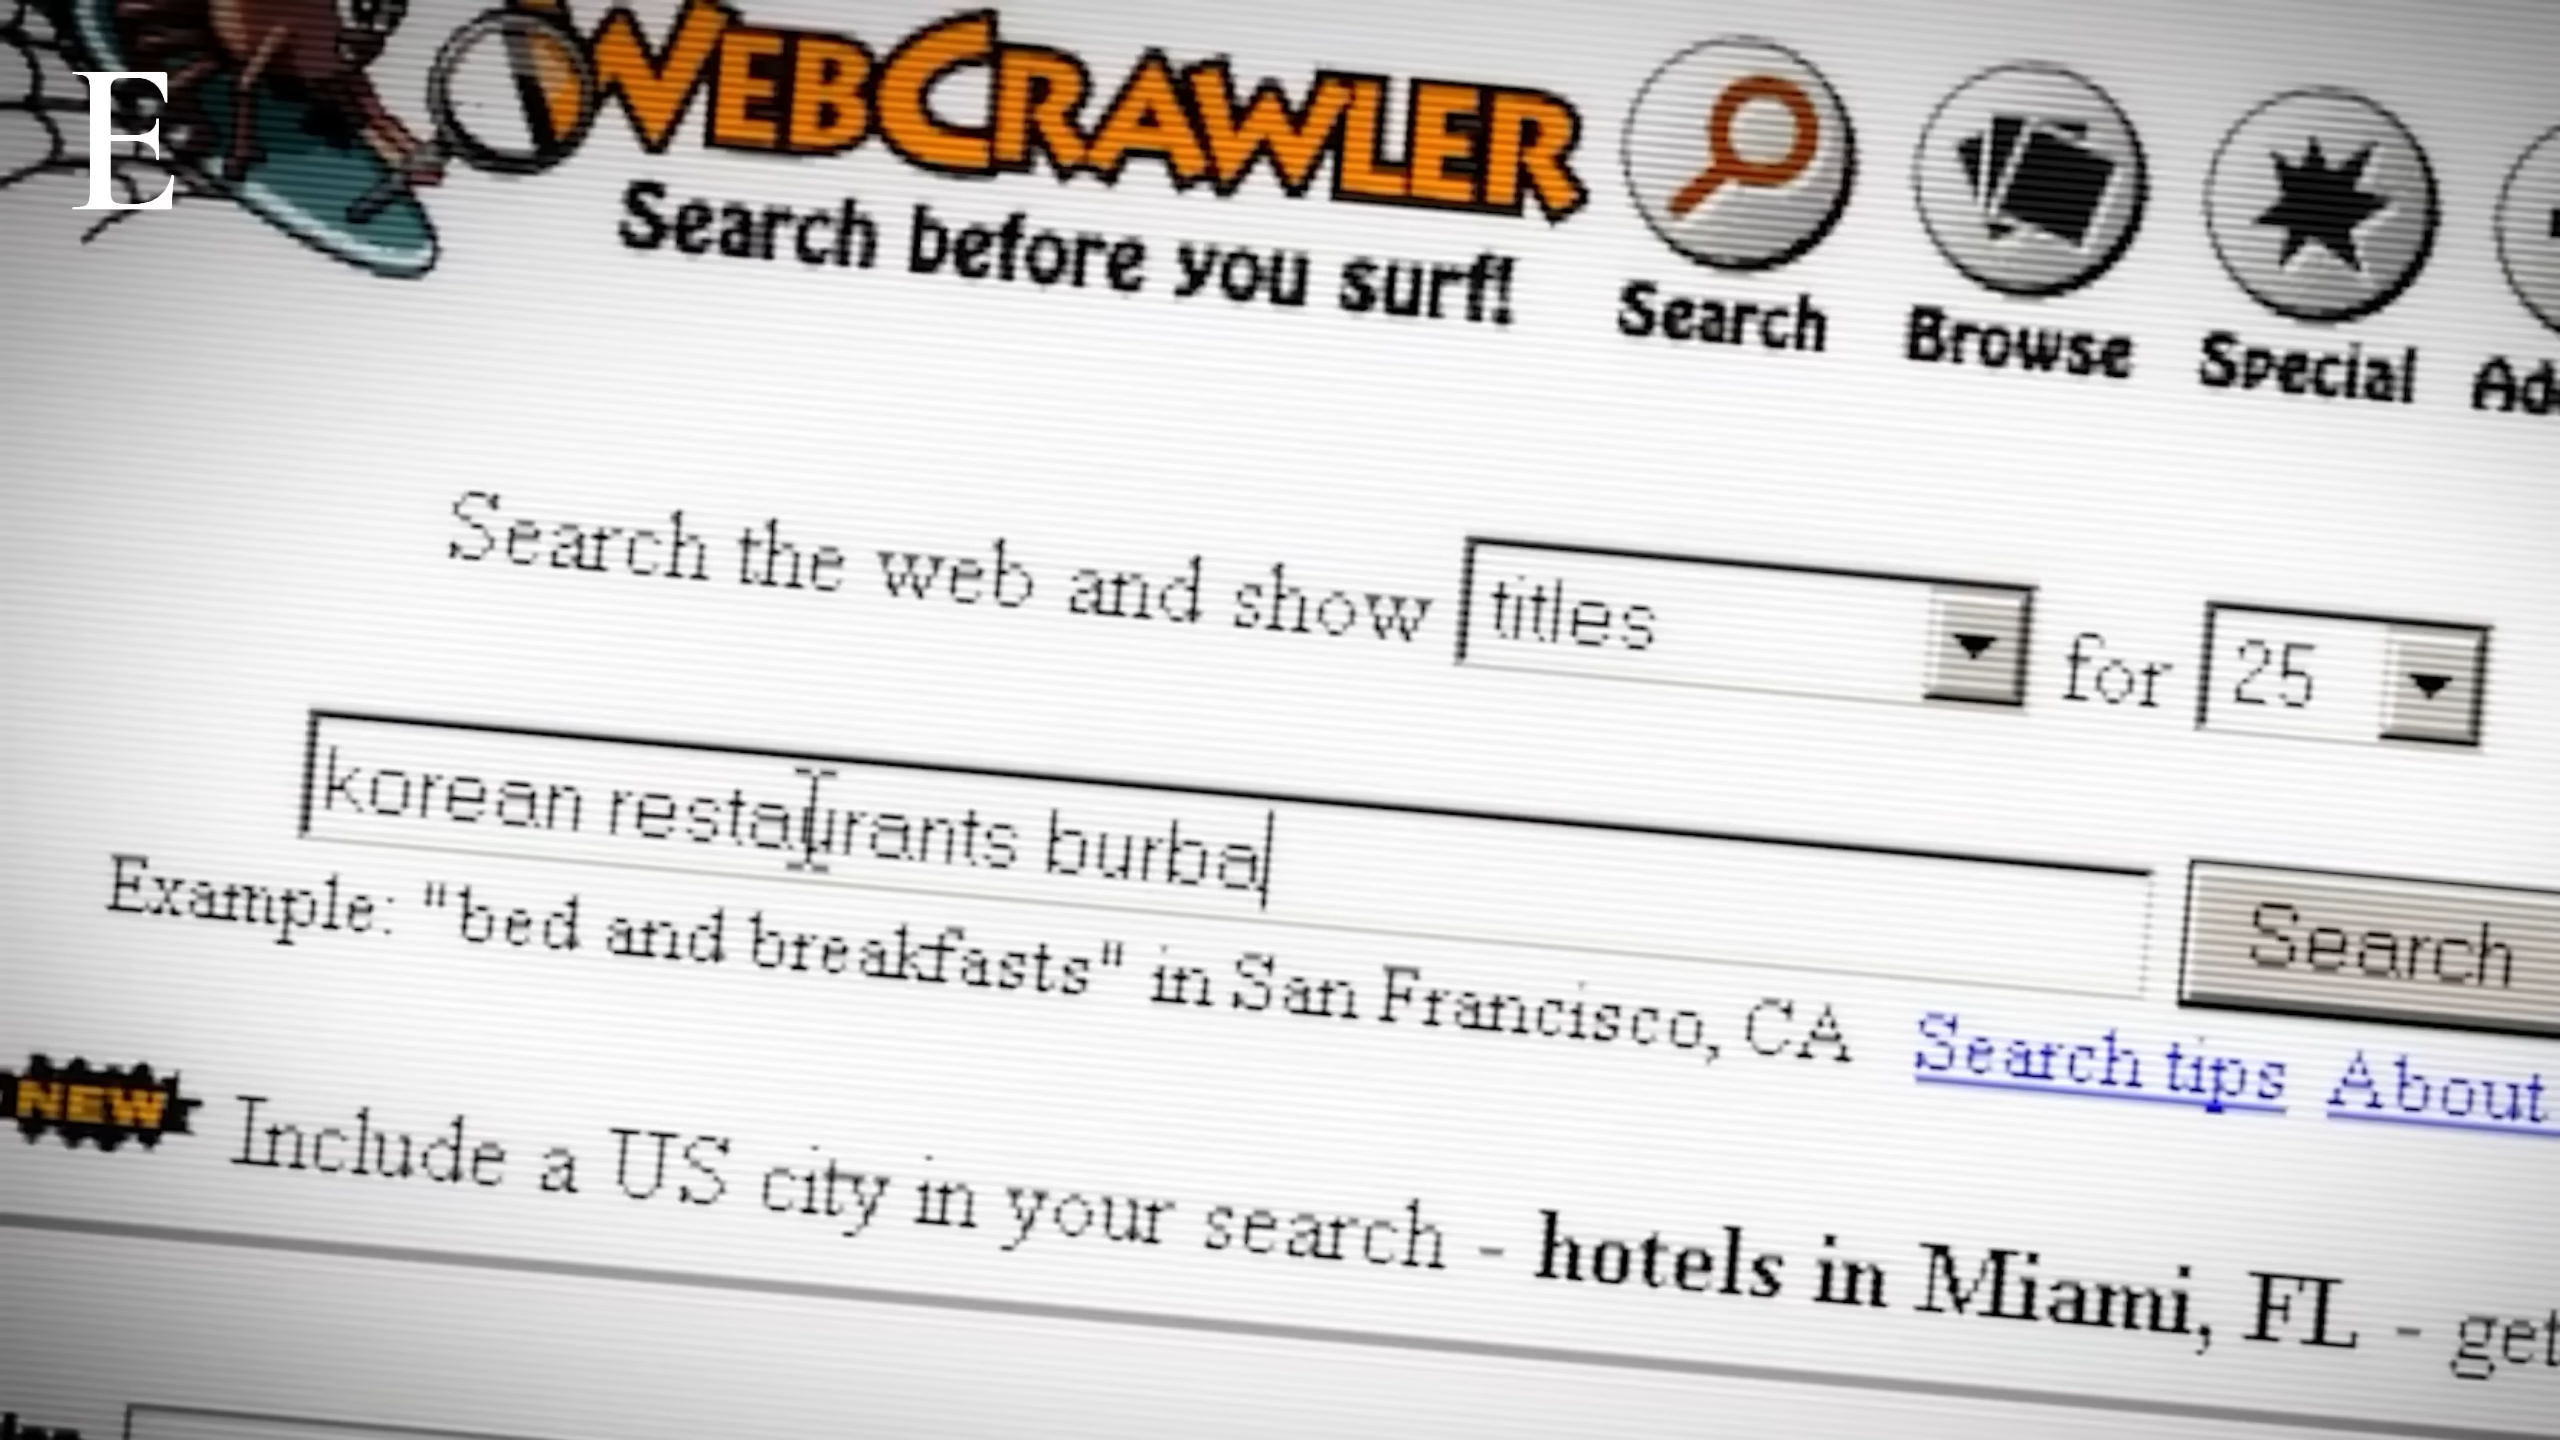 E
WEBCRAWLER
Search before you surf!
Search Browse Special
Search the web and show titles for 25
korean restaurants burba
Search
Example: "bed and breakfasts" in San Francisco, CA Search tips About
NEW Include a US city in your search - hotels in Miami, FL - get